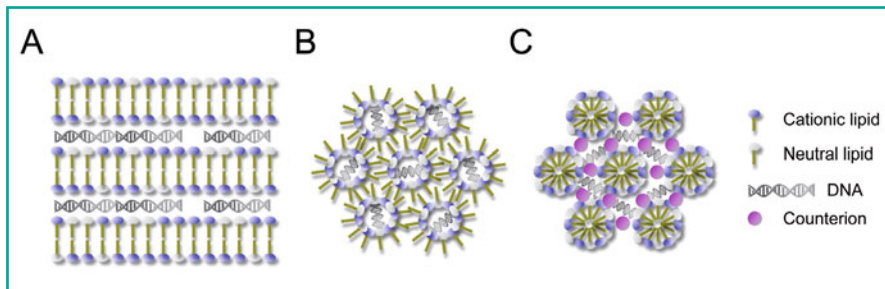 A B C
Cationic lipid
Neutral lipid
DNA
Counterion